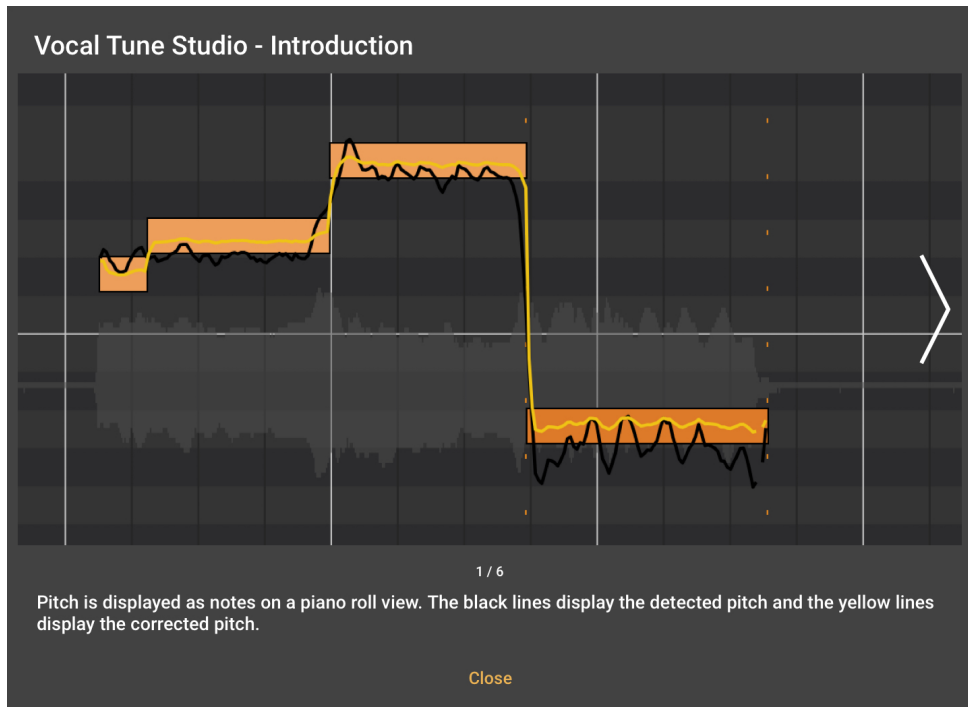 Vocal Tune Studio - Introduction
1 / 6
Pitch is displayed as notes on a piano roll view. The black lines display the detected pitch and the yellow lines
display the corrected pitch.
Close